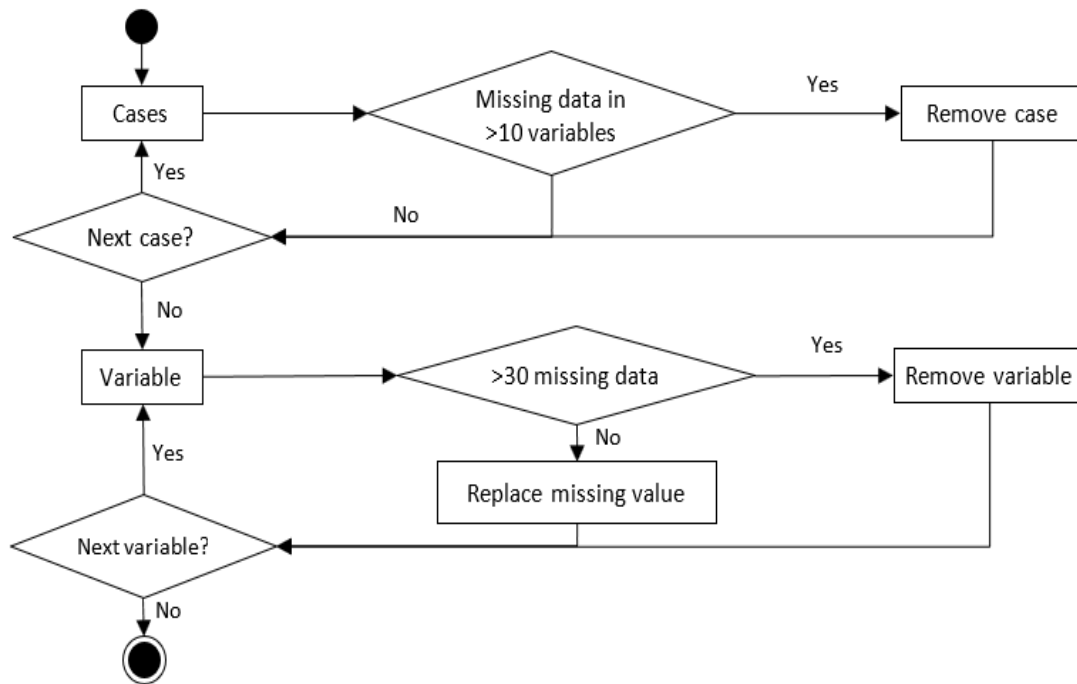 Cases
Missing data in
>10 variables
Yes
Remove case
Yes
No
Next case?
No
Variable
>30 missing data
Yes
Remove variable
No
Yes
Replace missing value
Next variable?
No